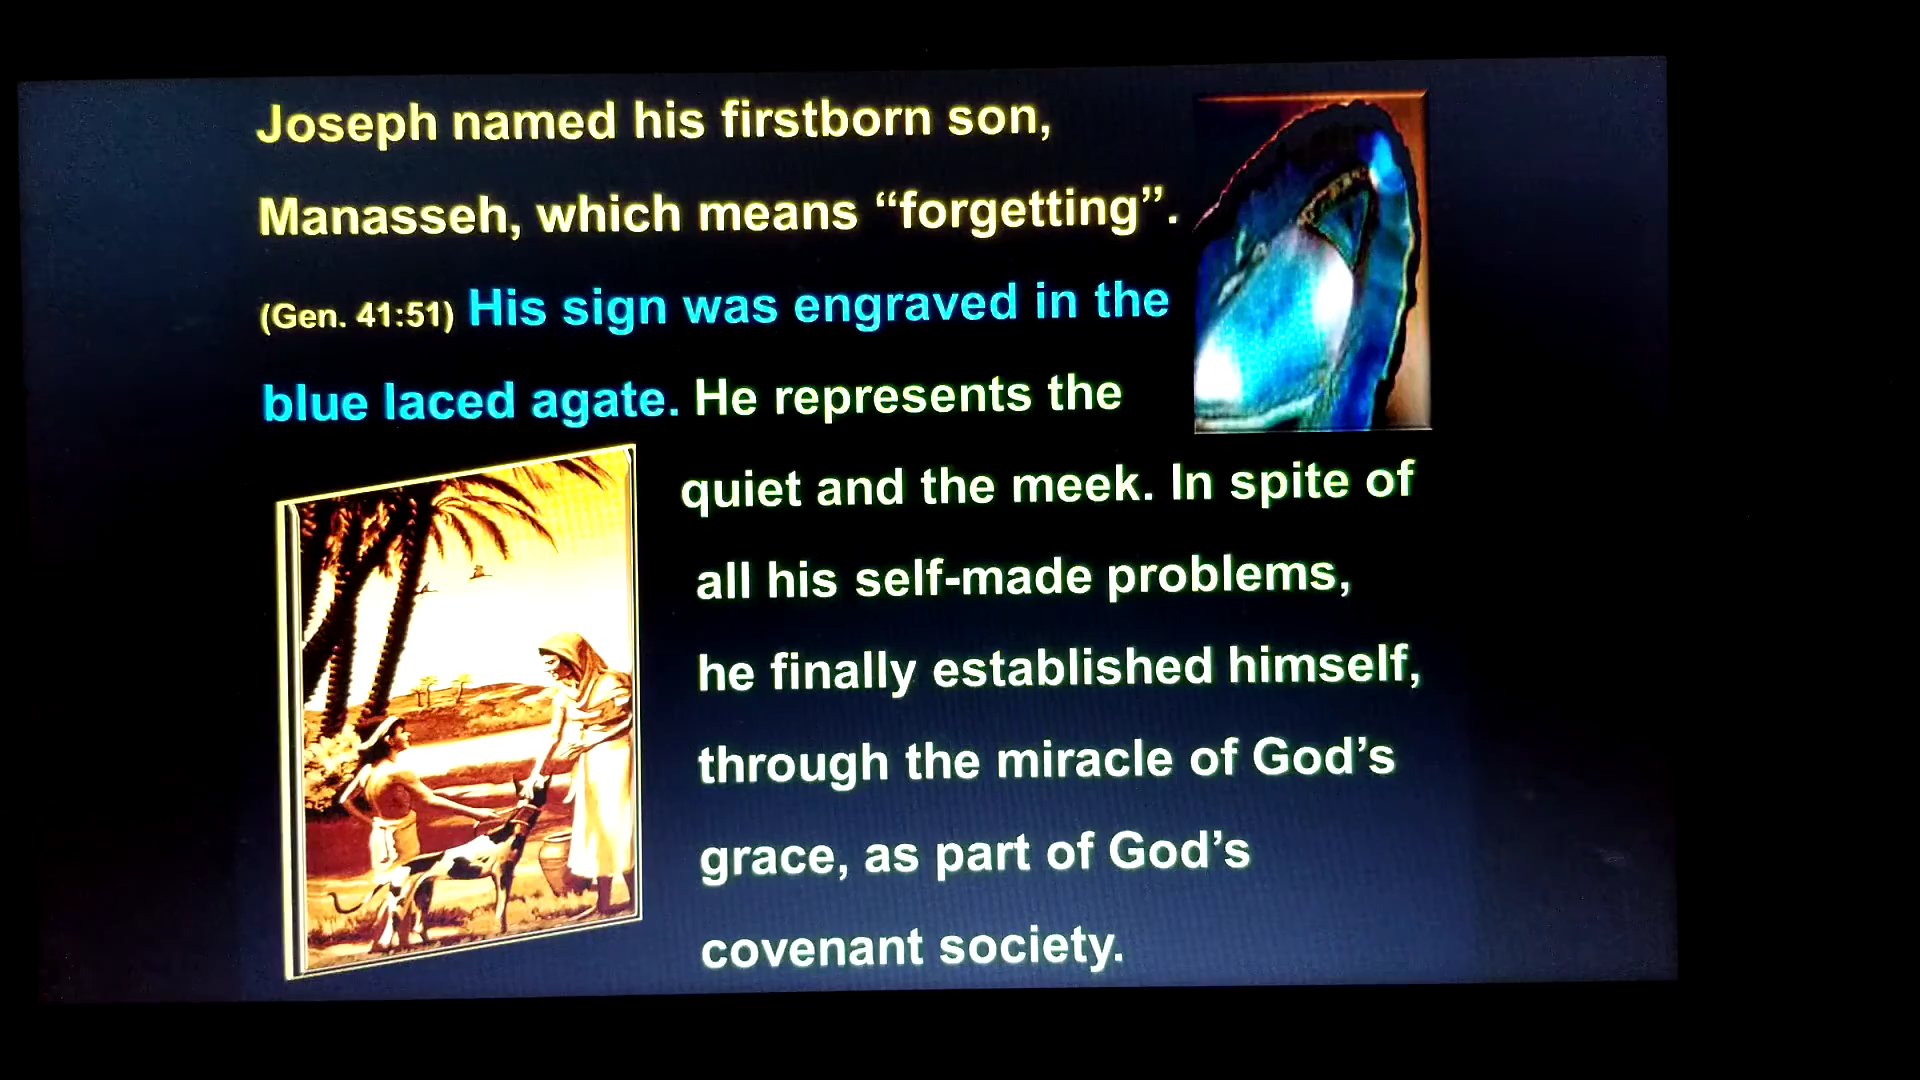 Joseph named his firstborn son,
Manasseh, which means “forgetting”.
(Gen. 41:51) His sign was engraved in the
blue laced agate. He represents the
quiet and the meek. In spite of
all his self-made problems,
he finally established himself,
through the miracle of God’s
grace, as part of God’s
covenant society.